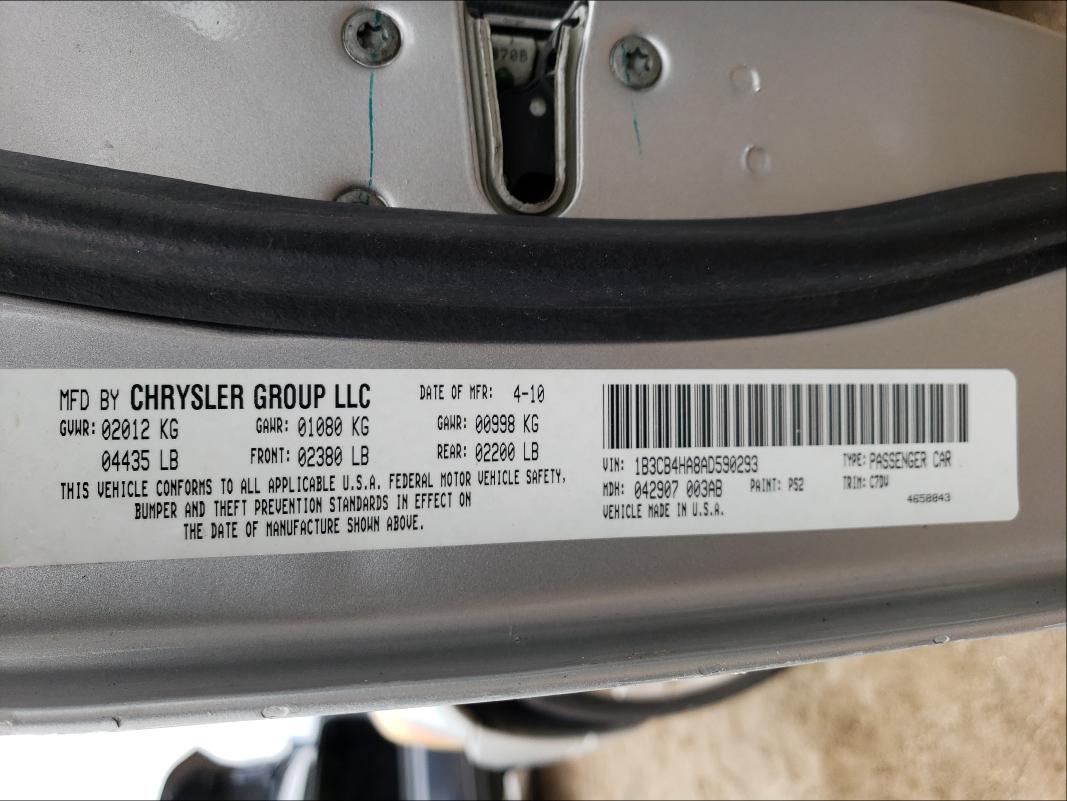 970B
MFD BY CHRYSLER GROUP LLC DATE OF MFR: 4-10
GVWR: 02012 KG GAWR: 01080 KG GAWR: 00998 KG
04435 LB FRONT: 02380 LB REAR: 02200 LB
THIS VEHICLE CONFORMS TO ALL APPLICABLE U.S.A. FEDERAL MOTOR VEHICLE SAFETY,
BUMPER AND THEFT PREVENTION STANDARDS IN EFFECT ON
THE DATE OF MANUFACTURE SHOWN ABOVE.
VIN: 1B3CB4HA8AD590293 TYPE: PASSENGER CAR
MDH: 042907 003AB PAINT: PS2 TRIM: C7DV
VEHICLE MADE IN U.S.A. 4658043